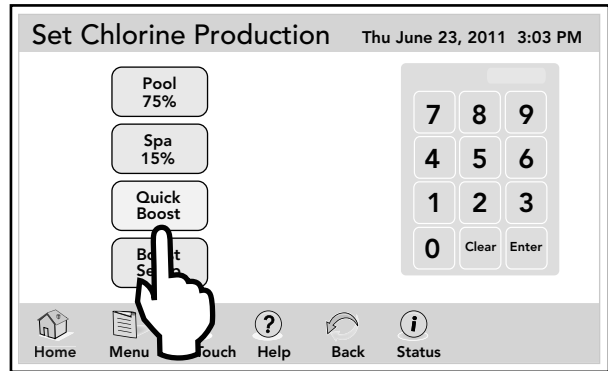 Set Chlorine Production Thu June 23, 2011 3:03 PM
Pool
75%
Spa
15%
Quick
Boost
7 8 9
4 5 6
1 2 3
0 Clear Enter
Home Menu Help Back Status